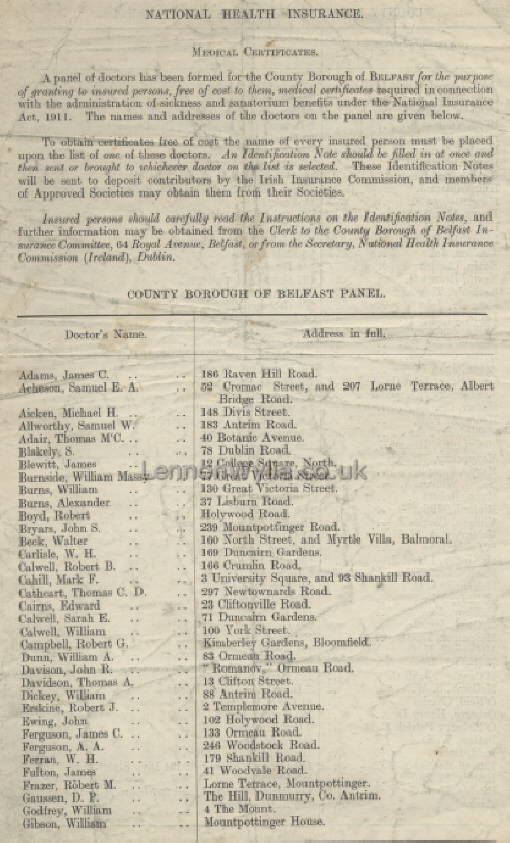 NATIONAL HEALTH INSURANCE.
MEDICAL CERTIFICATES.
A panel of doctors has been formed for the County Borough of BELFAST for the purpose
of granting to insured persons, free of cost to them, medical certificates required in connection
with the administration of sickness and sanatorium benefits under the National Insurance
Act, 1911. The names and addresses of the doctors on the panel are given below.
To obtain certificates free of cost the name of every insured person must be placed
upon the list of one of these doctors. An Identification Note should be filled in at once and
then sent or brought to whichever doctor on the list is selected. These Identification Notes
will be sent to deposit contributors by the Irish Insurance Commission, and members
of Approved Societies may obtain them from their Societies.
Insured persons should carefully read the Instructions on the Identification Notes, and
further information may be obtained from the Clerk to the County Borough of Belfast In-
surance Committee, 64 Royal Avenue, Belfast, or from the Secretary, National Health Insurance
Commission (Ireland), Dublin.
COUNTY BOROUGH OF BELFAST PANEL.
Doctor's Name. Address in full.
Adams, James C. .. .. 186 Raven Hill Road.
Acheson, Samuel E. A. .. 52 Cromac Street, and 207 Lorne Terrace, Albert
Bridge Road.
Aicken, Michael H. .. .. 148 Divis Street.
Allworthy, Samuel W. .. 183 Antrim Road.
Adair, Thomas M'C. .. .. 40 Botanic Avenue.
Blakely, S. .. .. 78 Dublin Road.
Blewitt, James .. .. 12 College Square, North.
Burnside, William Massy
Lennonwylie.co.uk
Burns, William .. .. 130 Great Victoria Street.
Burns, Alexander .. .. 37 Lisburn Road.
Boyd, Robert .. .. Holywood Road.
Bryars, John S. .. .. 239 Mountpottinger Road.
Beck, Walter .. .. 160 North Street, and Myrtle Villa, Balmoral.
Carlisle, W. H. .. .. 169 Duncairn Gardens.
Calwell, Robert B. .. .. 166 Crumlin Road.
Cahill, Mark F. .. .. 3 University Square, and 93 Shankill Road.
Cathcart, Thomas C. D. .. 297 Newtownards Road.
Cairns, Edward .. .. 23 Cliftonville Road.
Calwell, Sarah E. .. .. 71 Duncairn Gardens.
Calwell, William .. .. 100 York Street.
Campbell, Robert G. .. .. Kimberley Gardens, Bloomfield.
Dunn, William A. .. .. 83 Ormeau Road.
Davison, John R. .. .. "Romanov," Ormeau Road.
Davidson, Thomas A. .. 13 Clifton Street.
Dickey, William .. .. 88 Antrim Road.
Erskine, Robert J. .. .. 2 Templemore Avenue.
Ewing, John .. .. 102 Holywood Road.
Ferguson, James C. .. .. 133 Ormeau Road.
Ferguson, A. A. .. .. 246 Woodstock Road.
Ferran, W. H. .. .. 179 Shankill Road.
Fulton, James .. .. 41 Woodvale Road.
Frazer, Robert M. .. .. Lorne Terrace, Mountpottinger.
Gaussen, D. P. .. .. The Hill, Dunmurry, Co. Antrim.
Godfrey, William .. .. 4 The Mount.
Gibson, William .. .. Mountpottinger House.